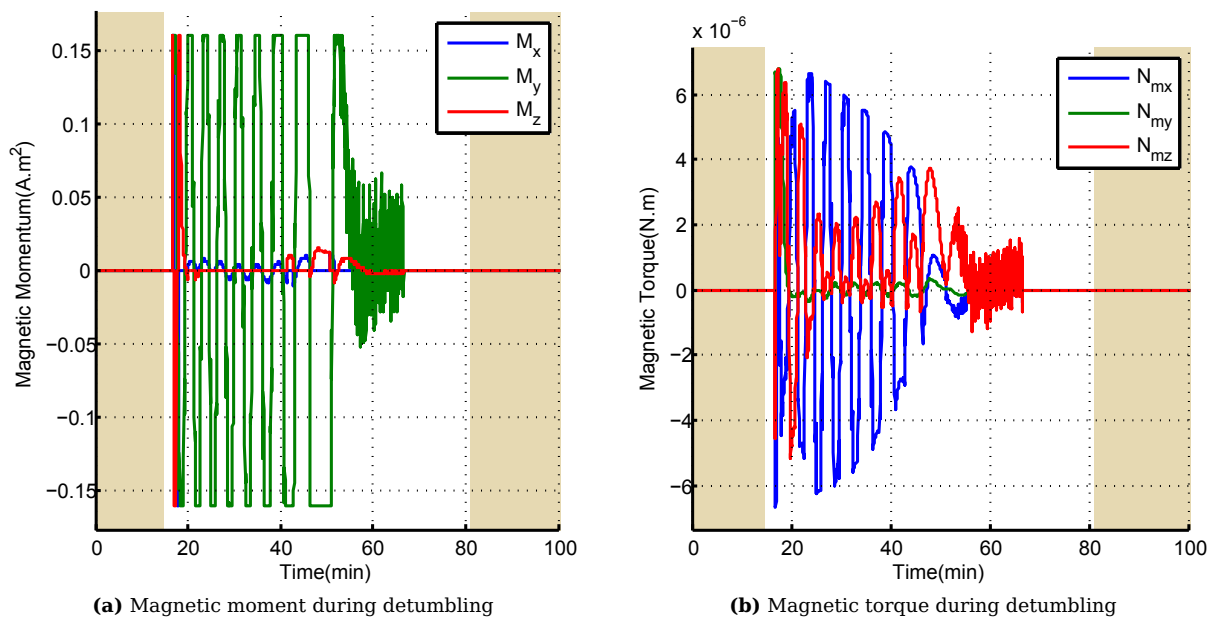 0.15
0.1
0.05
0
−0.05
−0.1
−0.15
Magnetic Momentum(A.m²)
0 20 40 60 80 100
Time(min)
M_x
M_y
M_z
(a) Magnetic moment during detumbling
x 10⁻⁶
6
4
2
0
−2
−4
−6
Magnetic Torque(N.m)
0 20 40 60 80 100
Time(min)
N_mx
N_my
N_mz
(b) Magnetic torque during detumbling